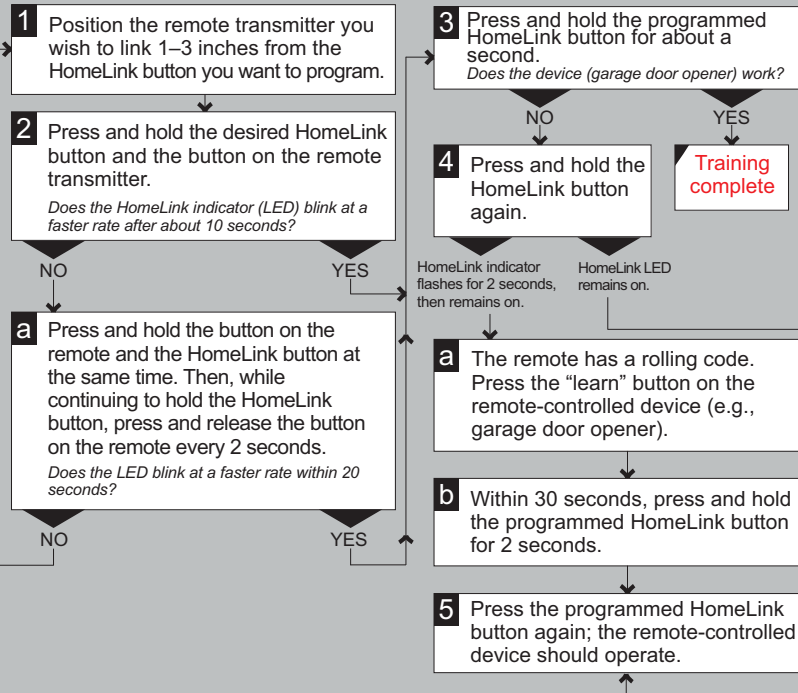 1 Position the remote transmitter you
wish to link 1–3 inches from the
HomeLink button you want to program.
2 Press and hold the desired HomeLink
button and the button on the remote
transmitter.
Does the HomeLink indicator (LED) blink at a
faster rate after about 10 seconds?
NO
YES
a Press and hold the button on the
remote and the HomeLink button at
the same time. Then, while
continuing to hold the HomeLink
button, press and release the button
on the remote every 2 seconds.
Does the LED blink at a faster rate within 20
seconds?
NO
YES
3 Press and hold the programmed
HomeLink button for about a
second.
Does the device (garage door opener) work?
NO
YES
4 Press and hold the
HomeLink button
again.
Training
complete
HomeLink indicator
flashes for 2 seconds,
then remains on.
HomeLink LED
remains on.
a The remote has a rolling code.
Press the “learn” button on the
remote-controlled device (e.g.,
garage door opener).
b Within 30 seconds, press and hold
the programmed HomeLink button
for 2 seconds.
5 Press the programmed HomeLink
button again; the remote-controlled
device should operate.